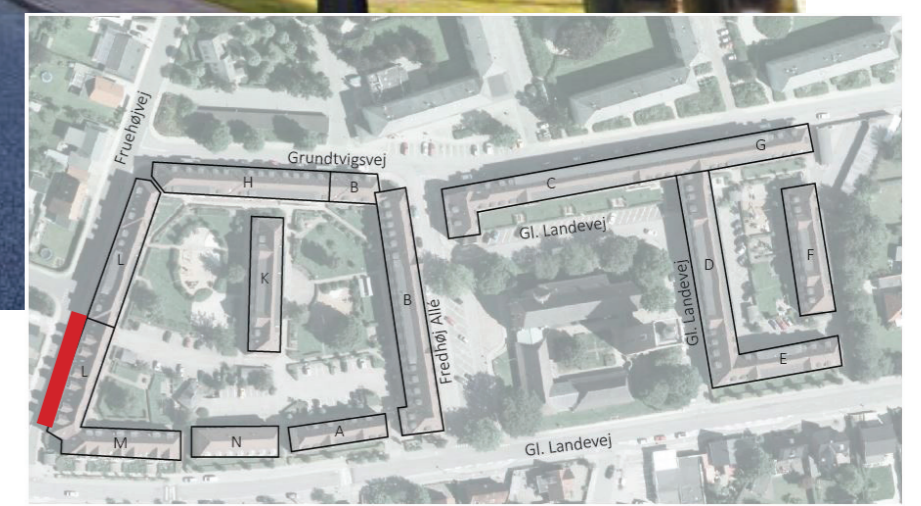 Fruehøjvej
Grundtvigsvej
H
B
C
G
Gl. Landevej
L
K
B
Fredhøj Allé
Gl. Landevej
D
F
L
E
M
N
A
Gl. Landevej